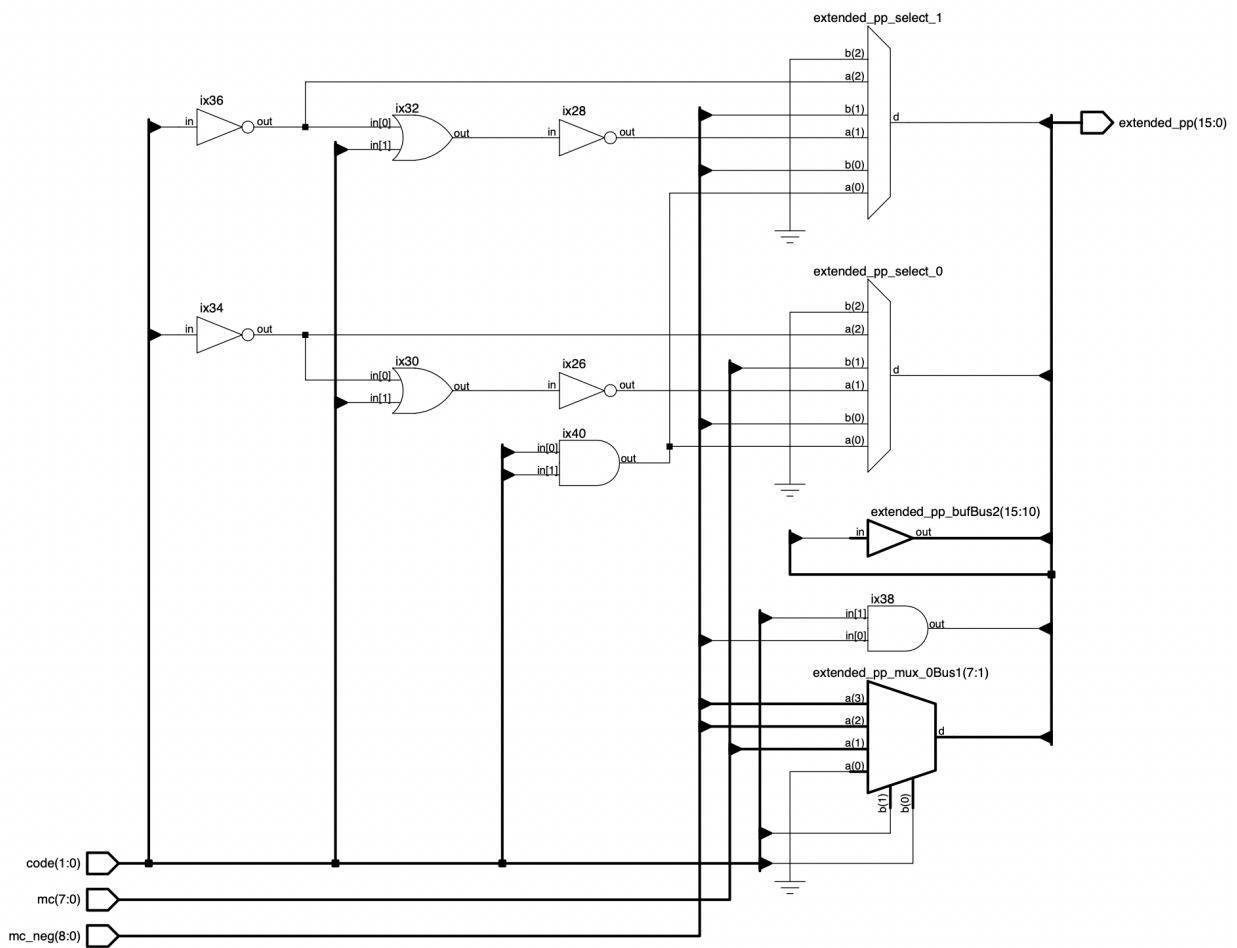 extended_pp_select_1
b(2)
a(2)
ix36
ix32
ix28
b(1)
in
out
in[0]
out
in
out
a(1)
d
extended_pp(15:0)
in[1]
b(0)
a(0)
extended_pp_select_0
b(2)
ix34
in
out
a(2)
ix30
ix26
b(1)
in[0]
out
in
out
a(1)
d
in[1]
b(0)
ix40
a(0)
in[0]
out
in[1]
extended_pp_bufBus2(15:10)
in
out
ix38
in[1]
out
in[0]
extended_pp_mux_0Bus1(7:1)
a(3)
a(2)
d
a(1)
a(0)
b(1)
b(0)
code(1:0)
mc(7:0)
mc_neg(8:0)